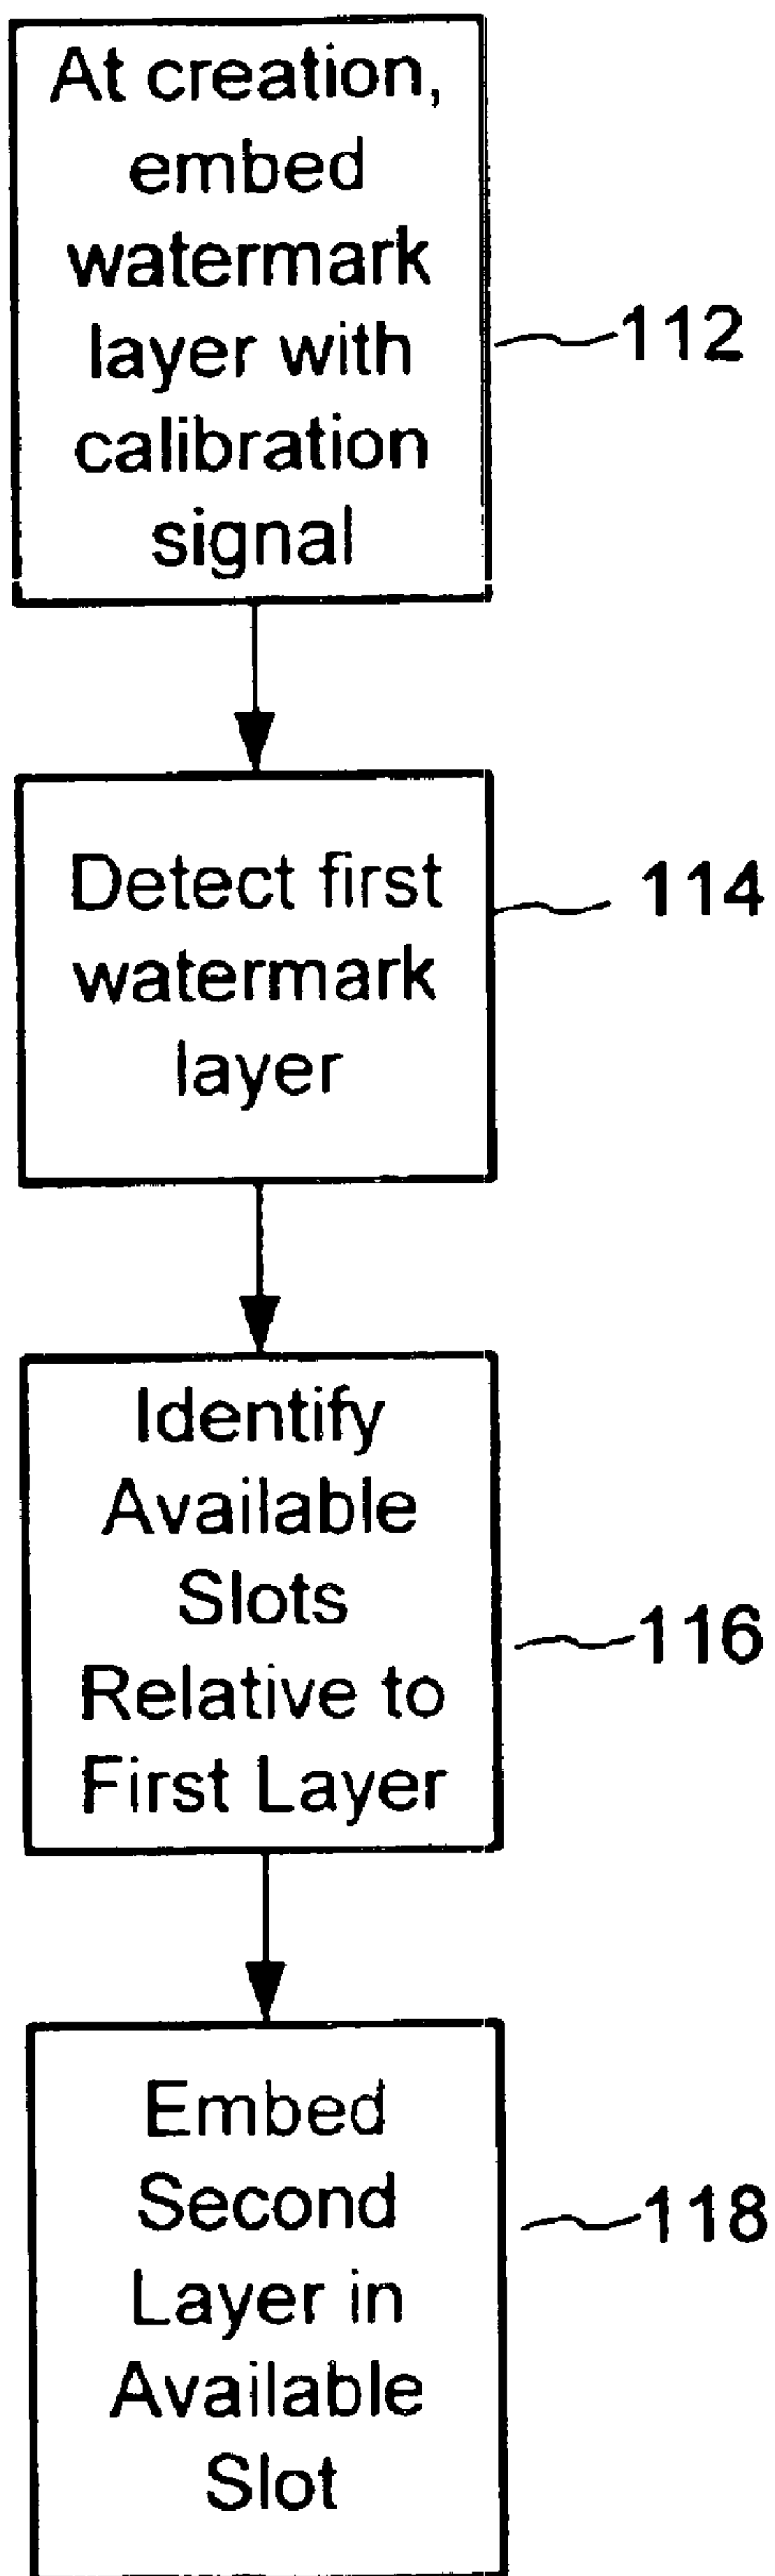 At creation,
embed
watermark
layer with
calibration
signal
112
Detect first
watermark
layer
114
Identify
Available
Slots
Relative to
First Layer
116
Embed
Second
Layer in
Available
Slot
118